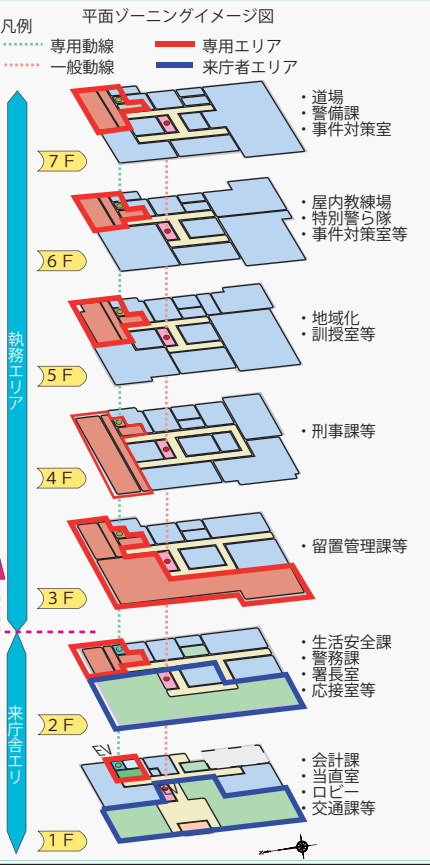 平面ゾーニングイメージ図
凡例
専用動線
専用エリア
一般動線
来庁者エリア
・道場
・警備課
・事件対策室
7F
・屋内教練場
・特別警ら隊
・事件対策室等
6F
・地域化
・訓授室等
5F
執務エリア
・刑事課等
4F
・留置管理課等
3F
・生活安全課
・警務課
・署長室
・応接室等
2F
来庁舎エリ
EV
・会計課
・当直室
・ロビー
・交通課等
1F